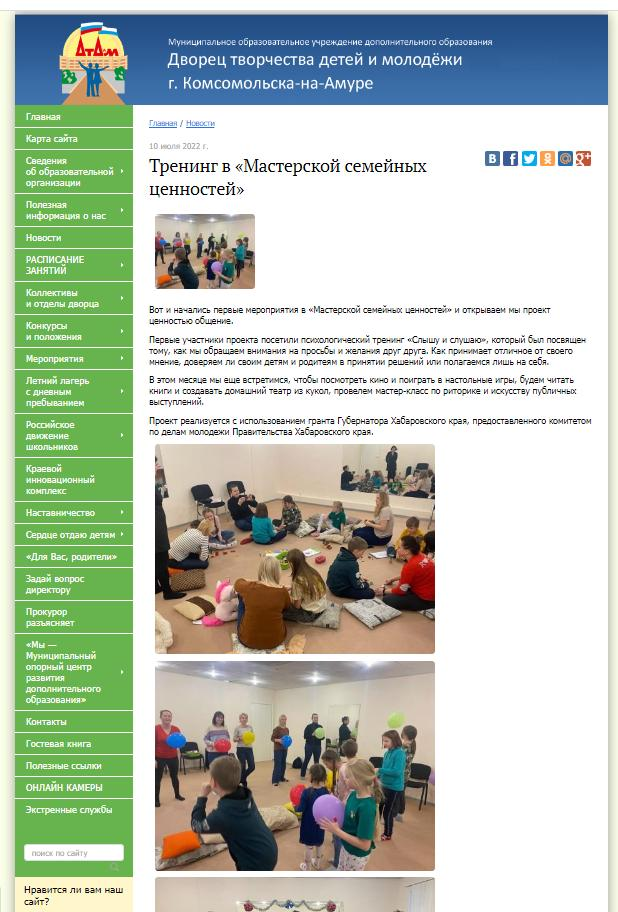 АтАм
Муниципальное образовательное учреждение дополнительного образования
Дворец творчества детей и молодёжи
г. Комсомольска-на-Амуре
Главная
Карта сайта
Сведения
об образовательной
организации
Полезная
информация о нас
Новости
РАСПИСАНИЕ
ЗАНЯТИЙ
Коллективы
и отделы дворца
Конкурсы
и положения
Мероприятия
Летний лагерь
с дневным
пребыванием
Российское
движение
школьников
Краевой
инновационный
комплекс
Наставничество
Сердце отдаю детям
«Для Вас, родители»
Задай вопрос
директору
Прокурор
разъясняет
«Мы —
Муниципальный
опорный центр
развития
дополнительного
образования»
Контакты
Гостевая книга
Полезные ссылки
ОНЛАЙН КАМЕРЫ
Экстренные службы
поиск по сайту
Нравится ли вам наш
сайт?
Главная / Новости
10 июля 2022 г.
Тренинг в «Мастерской семейных
ценностей»
Вот и начались первые мероприятия в «Мастерской семейных ценностей» и открываем мы проект
ценностью общение.
Первые участники проекта посетили психологический тренинг «Слышу и слушаю», который был посвящен
тому, как мы обращаем внимания на просьбы и желания друг друга. Как принимает отличное от своего
мнение, доверяем ли своим детям и родитеям в принятии решений или полагаемся лишь на себя.
В этом месяце мы еще встретимся, чтобы посмотреть кино и поиграть в настольные игры, будем читать
книги и создавать домашний театр из кукол, провелем мастер-класс по риторике и искусству публичных
выступлений.
Проект реализуется с использованием гранта Губернатора Хабаровского края, предоставленного комитетом
по делам молодежи Правительства Хабаровского края.